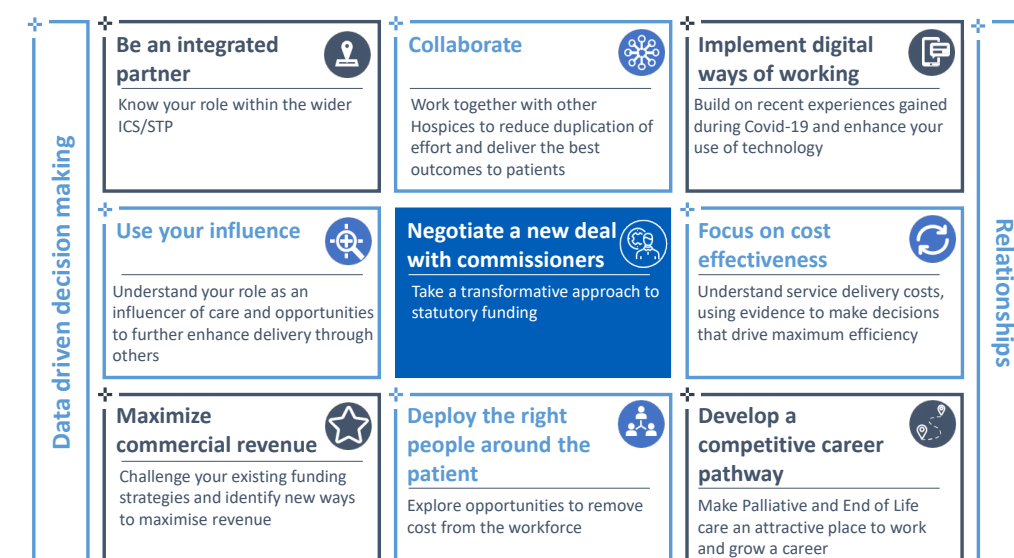 Data driven decision making
Be an integrated
partner
Know your role within the wider
ICS/STP
Collaborate
Work together with other
Hospices to reduce duplication of
effort and deliver the best
outcomes to patients
Implement digital
ways of working
Build on recent experiences gained
during Covid-19 and enhance your
use of technology
Use your influence
Understand your role as an
influencer of care and opportunities
to further enhance delivery through
others
Negotiate a new deal
with commissioners
Take a transformative approach to
statutory funding
Focus on cost
effectiveness
Understand service delivery costs,
using evidence to make decisions
that drive maximum efficiency
Maximize
commercial revenue
Challenge your existing funding
strategies and identify new ways
to maximise revenue
Deploy the right
people around the
patient
Explore opportunities to remove
cost from the workforce
Develop a
competitive career
pathway
Make Palliative and End of Life
care an attractive place to work
and grow a career
Relationships